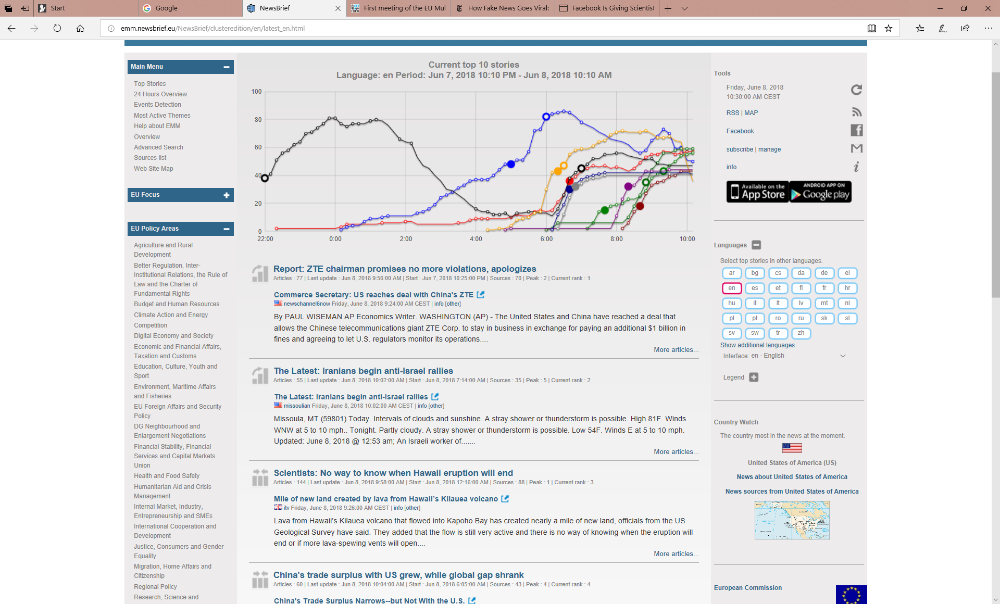 Start
Google
NewsBrief
First meeting of the EU Mul
How Fake News Goes Viral:
Facebook Is Giving Scientist
emm.newsbrief.eu/NewsBrief/clusteredition/en/latest_en.html
Main Menu
Top Stories
24 Hours Overview
Events Detection
Most Active Themes
Help about EMM
Overview
Advanced Search
Sources list
Web Site Map
EU Focus
EU Policy Areas
Agriculture and Rural
Development
Better Regulation, Inter-
Institutional Relations, the Rule of
Law and the Charter of
Fundamental Rights
Budget and Human Resources
Climate Action and Energy
Competition
Digital Economy and Society
Economic and Financial Affairs,
Taxation and Customs
Education, Culture, Youth and
Sport
Environment, Maritime Affairs
and Fisheries
EU Foreign Affairs and Security
Policy
DG Neighbourhood and
Enlargement Negotiations
Financial Stability, Financial
Services and Capital Markets
Union
Health and Food Safety
Humanitarian Aid and Crisis
Management
Internal Market, Industry,
Entrepreneurship and SMEs
International Cooperation and
Development
Justice, Consumers and Gender
Equality
Migration, Home Affairs and
Citizenship
Regional Policy
Research, Science and
Current top 10 stories
Language: en Period: Jun 7, 2018 10:10 PM - Jun 8, 2018 10:10 AM
100
80
60
40
20
0
22:00 0:00 2:00 4:00 6:00 8:00 10:00
Report: ZTE chairman promises no more violations, apologizes
Articles : 77 | Last update : Jun 8, 2018 9:56:00 AM | Start : Jun 7, 2018 10:25:00 PM | Sources : 70 | Peak : 2 | Current rank : 1
Commerce Secretary: US reaches deal with China's ZTE
newschannel6now Friday, June 8, 2018 9:24:00 AM CEST | info [other]
By PAUL WISEMAN AP Economics Writer. WASHINGTON (AP) - The United States and China have reached a deal that
allows the Chinese telecommunications giant ZTE Corp. to stay in business in exchange for paying an additional $1 billion in
fines and agreeing to let U.S. regulators monitor its operations....
More articles...
The Latest: Iranians begin anti-Israel rallies
Articles : 55 | Last update : Jun 8, 2018 10:02:00 AM | Start : Jun 8, 2018 7:14:00 AM | Sources : 35 | Peak : 5 | Current rank : 2
The Latest: Iranians begin anti-Israel rallies
missoulian Friday, June 8, 2018 10:02:00 AM CEST | info [other]
Missoula, MT (59801) Today. Intervals of clouds and sunshine. A stray shower or thunderstorm is possible. High 81F. Winds
WNW at 5 to 10 mph.. Tonight. Partly cloudy. A stray shower or thunderstorm is possible. Low 54F. Winds E at 5 to 10 mph.
Updated: June 8, 2018 @ 12:53 am; An Israeli worker of.......
More articles...
Scientists: No way to know when Hawaii eruption will end
Articles : 144 | Last update : Jun 8, 2018 9:58:00 AM | Start : Jun 8, 2018 12:16:00 AM | Sources : 88 | Peak : 1 | Current rank : 3
Mile of new land created by lava from Hawaii’s Kilauea volcano
itv Friday, June 8, 2018 9:26:00 AM CEST | info [other]
Lava from Hawaii’s Kilauea volcano that flowed into Kapoho Bay has created nearly a mile of new land, officials from the US
Geological Survey have said. They added that the flow is still very active and there is no way of knowing when the eruption will
end or if more lava-spewing vents will open....
More articles...
China's trade surplus with US grew, while global gap shrank
Articles : 60 | Last update : Jun 8, 2018 10:04:00 AM | Start : Jun 8, 2018 6:05:00 AM | Sources : 43 | Peak : 4 | Current rank : 4
China's Trade Surplus Narrows--but Not With the U.S.
Tools
Friday, June 8, 2018
10:30:00 AM CEST
RSS | MAP
Facebook
subscribe | manage
info
Available on the
App Store
ANDROID APP ON
Google play
Languages
Select top stories in other languages.
ar bg cs da de el
en es et fi fr hr
hu it lt lv mt nl
pl pt ro ru sk sl
sv sw tr zh
Show additional languages
Interface: en - English
Legend
Country Watch
The country most in the news at the moment.
United States of America (US)
News about United States of America
News sources from United States of America
European Commission